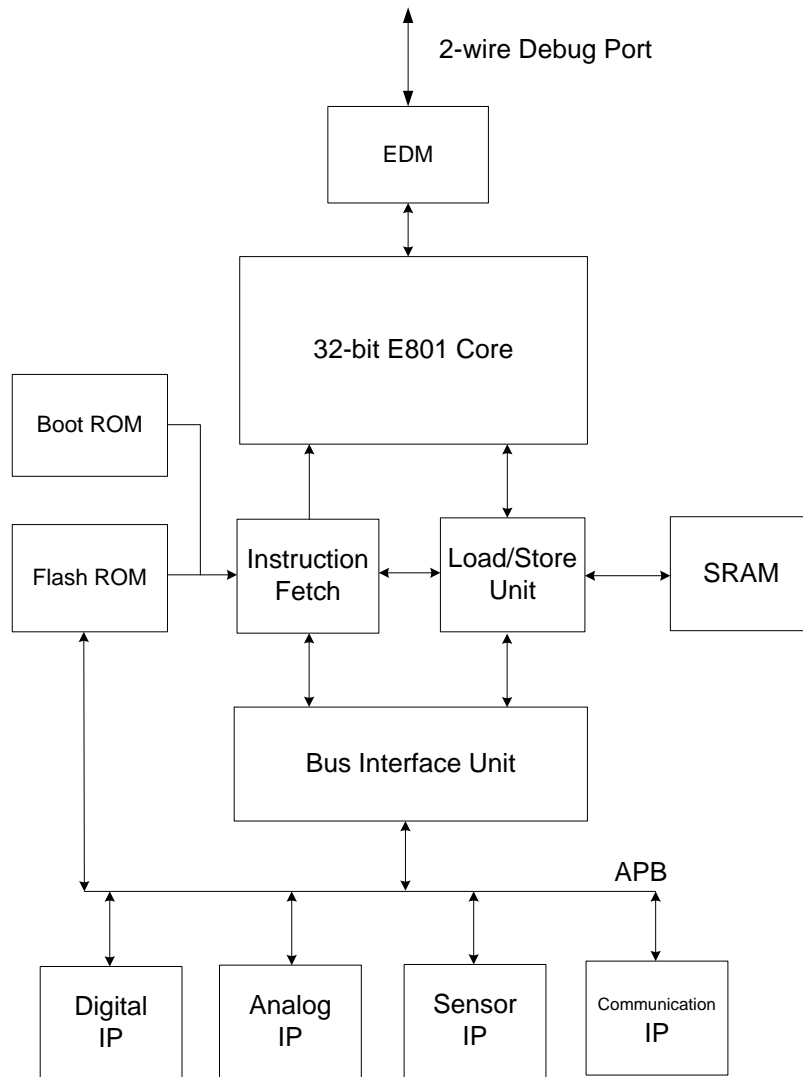 2-wire Debug Port
EDM
32-bit E801 Core
Boot ROM
Flash ROM
Instruction
Fetch
Load/Store
Unit
SRAM
Bus Interface Unit
APB
Digital
IP
Analog
IP
Sensor
IP
Communication
IP